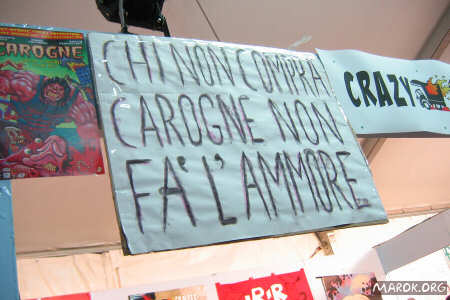 CAROGNE
CHI NON COMPRA
CAROGNE NON
FA' L'AMMORE
CRAZY
MAROK.ORG